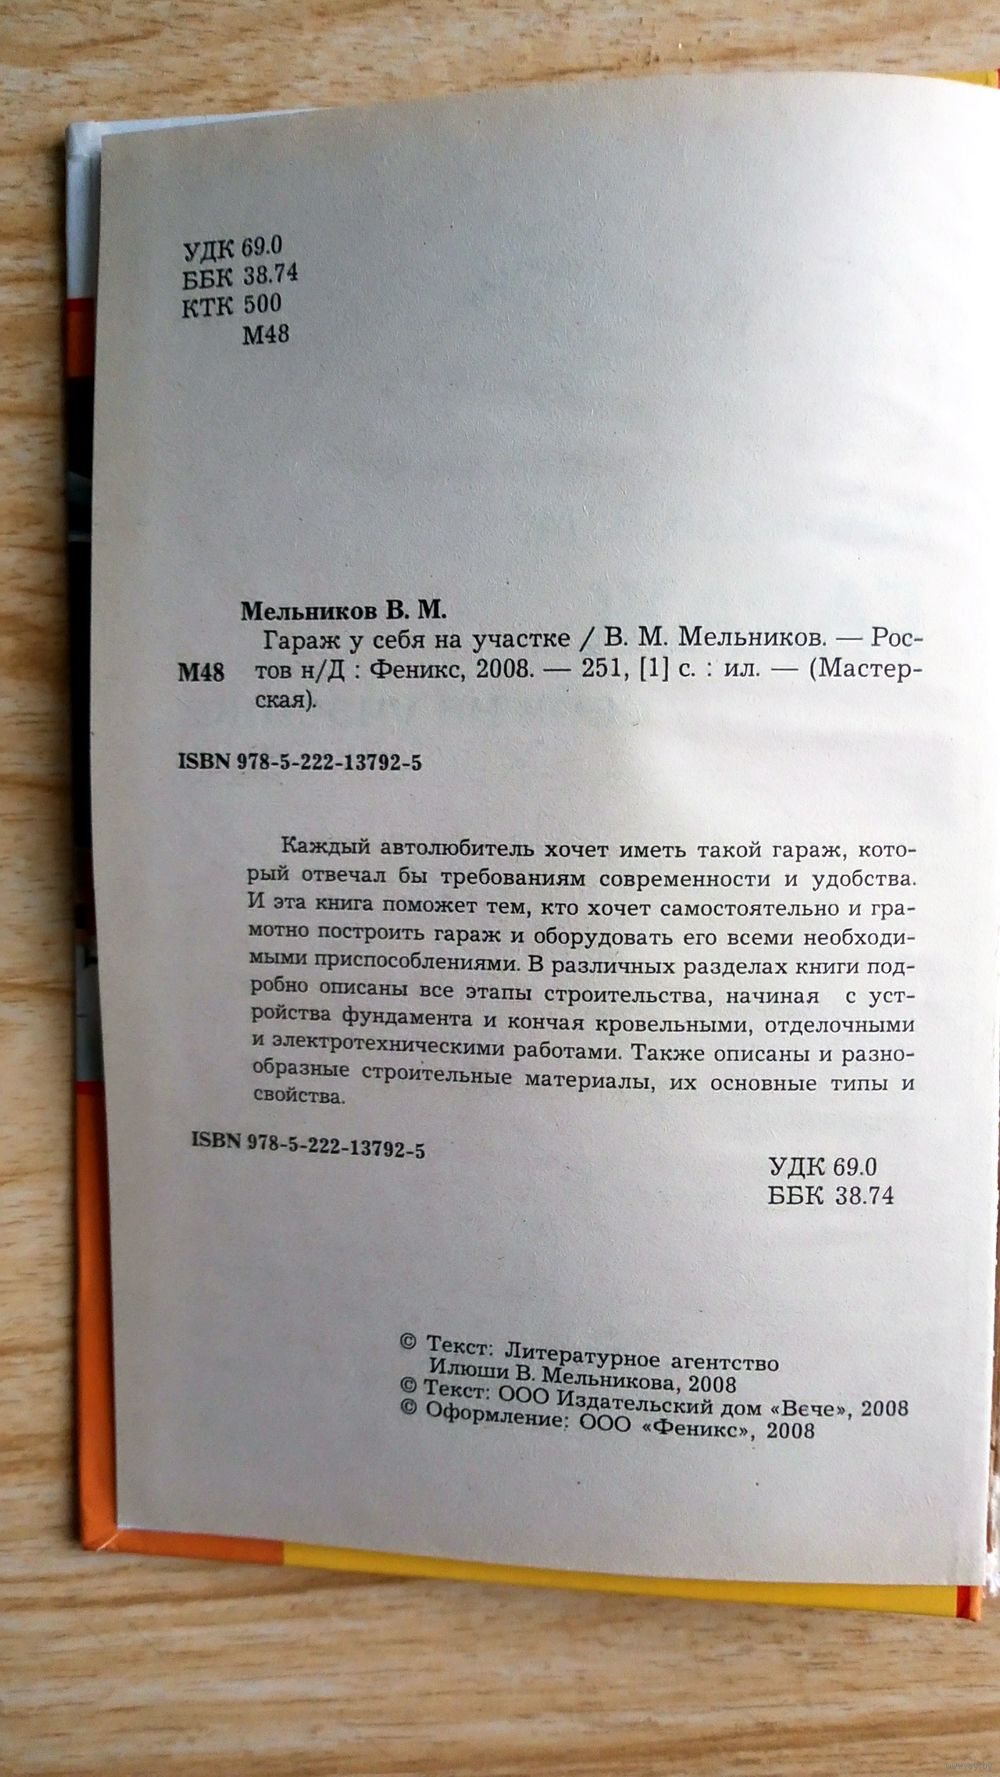 УДК 69.0
ББК 38.74
КТК 500
М48
Мельников В. М.
Гараж у себя на участке / В. М. Мельников. — Рос-
М48 тов н/Д : Феникс, 2008. — 251, [1] с. : ил. — (Мастер-
ская).
ISBN 978-5-222-13792-5
Каждый автолюбитель хочет иметь такой гараж, кото-
рый отвечал бы требованиям современности и удобства.
И эта книга поможет тем, кто хочет самостоятельно и гра-
мотно построить гараж и оборудовать его всеми необходи-
мыми приспособлениями. В различных разделах книги под-
робно описаны все этапы строительства, начиная с уст-
ройства фундамента и кончая кровельными, отделочными
и электротехническими работами. Также описаны и разно-
образные строительные материалы, их основные типы и
свойства.
ISBN 978-5-222-13792-5
УДК 69.0
ББК 38.74
© Текст: Литературное агентство
Илюши В. Мельникова, 2008
© Текст: ООО Издательский дом «Вече», 2008
© Оформление: ООО «Феникс», 2008